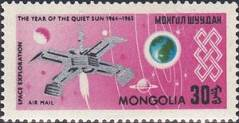 THE YEAR OF THE QUIET SUN 1964-1965
МОНГОЛ ШУУДАН
SPACE EXPLORATION
AIR MAIL
MONGOLIA
30